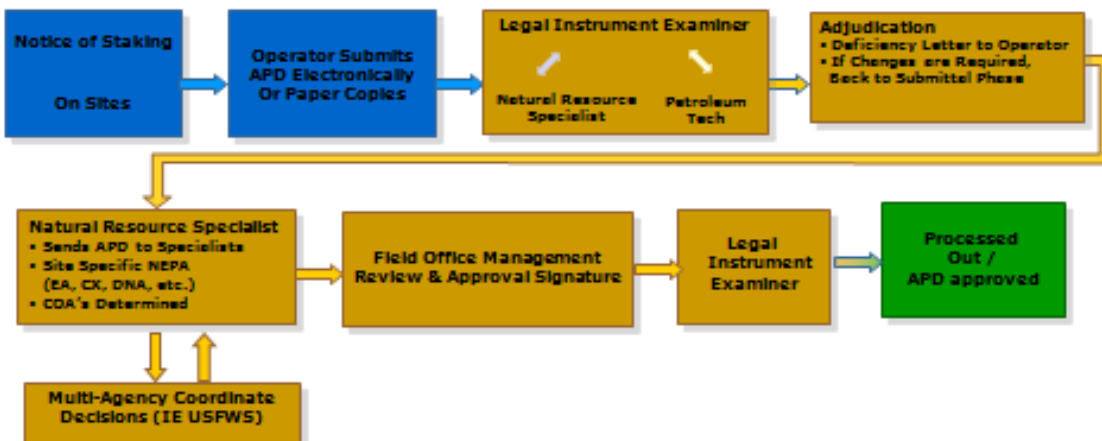 Notice of Staking
On Sites
Operator Submits
APD Electronically
Or Paper Copies
Legal Instrument Examiner
Natural Resource
Specialist
Petroleum
Tech
Adjudication
▪ Deficiency Letter to Operator
▪ If Changes are Required,
Back to Submittal Phase
Natural Resource Specialist
▪ Sends APD to Specialists
▪ Site Specific NEPA
(EA, CX, DNA, etc.)
▪ COA's Determined
Field Office Management
Review & Approval Signature
Legal
Instrument
Examiner
Processed
Out /
APD approved
Multi-Agency Coordinate
Decisions (IE USFWS)